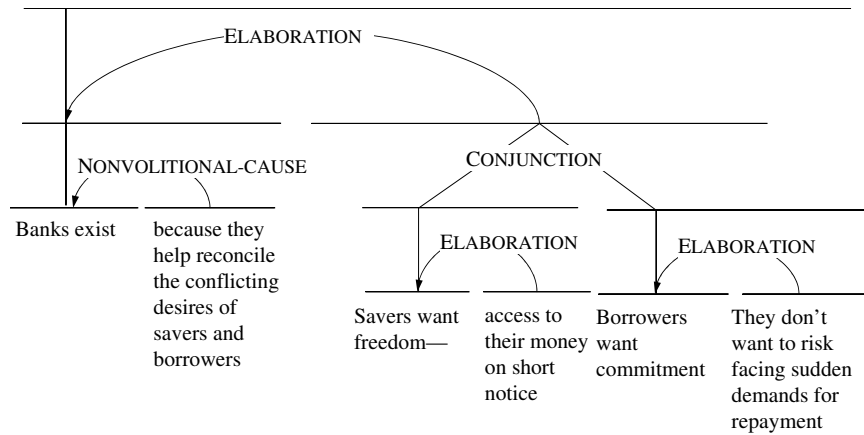 ELABORATION
NONVOLITIONAL-CAUSE
CONJUNCTION
Banks exist
because they
help reconcile
the conflicting
desires of
savers and
borrowers
ELABORATION
ELABORATION
Savers want
freedom—
access to
their money
on short
notice
Borrowers
want
commitment
They don't
want to risk
facing sudden
demands for
repayment